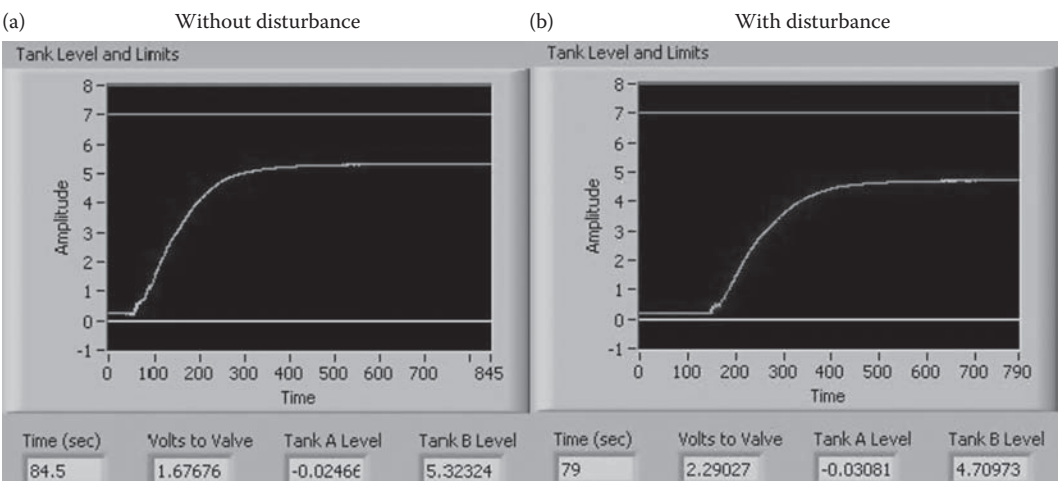 (a) Without disturbance
Tank Level and Limits
Amplitude
8
7
6
5
4
3
2
1
0
-1
0 100 200 300 400 500 600 700 845
Time
Time (sec) Volts to Valve Tank A Level Tank B Level
84.5 1.67676 -0.02466 5.32324
(b) With disturbance
Tank Level and Limits
Amplitude
8
7
6
5
4
3
2
1
0
-1
0 100 200 300 400 500 600 700 790
Time
Time (sec) Volts to Valve Tank A Level Tank B Level
79 2.29027 -0.03081 4.70973